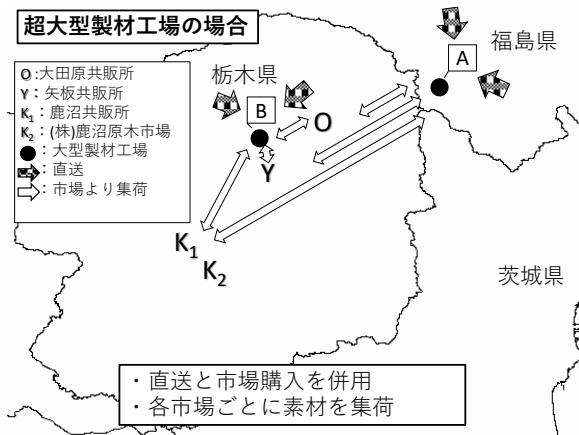 超大型製材工場の場合
O:大田原共販所
Y:矢板共販所
K₁:鹿沼共販所
K₂:(株)鹿沼原木市場
:大型製材工場
:直送
:市場より集荷
福島県
A
栃木県
B
O
Y
K₁
K₂
茨城県
・直送と市場購入を併用
・各市場ごとに素材を集荷